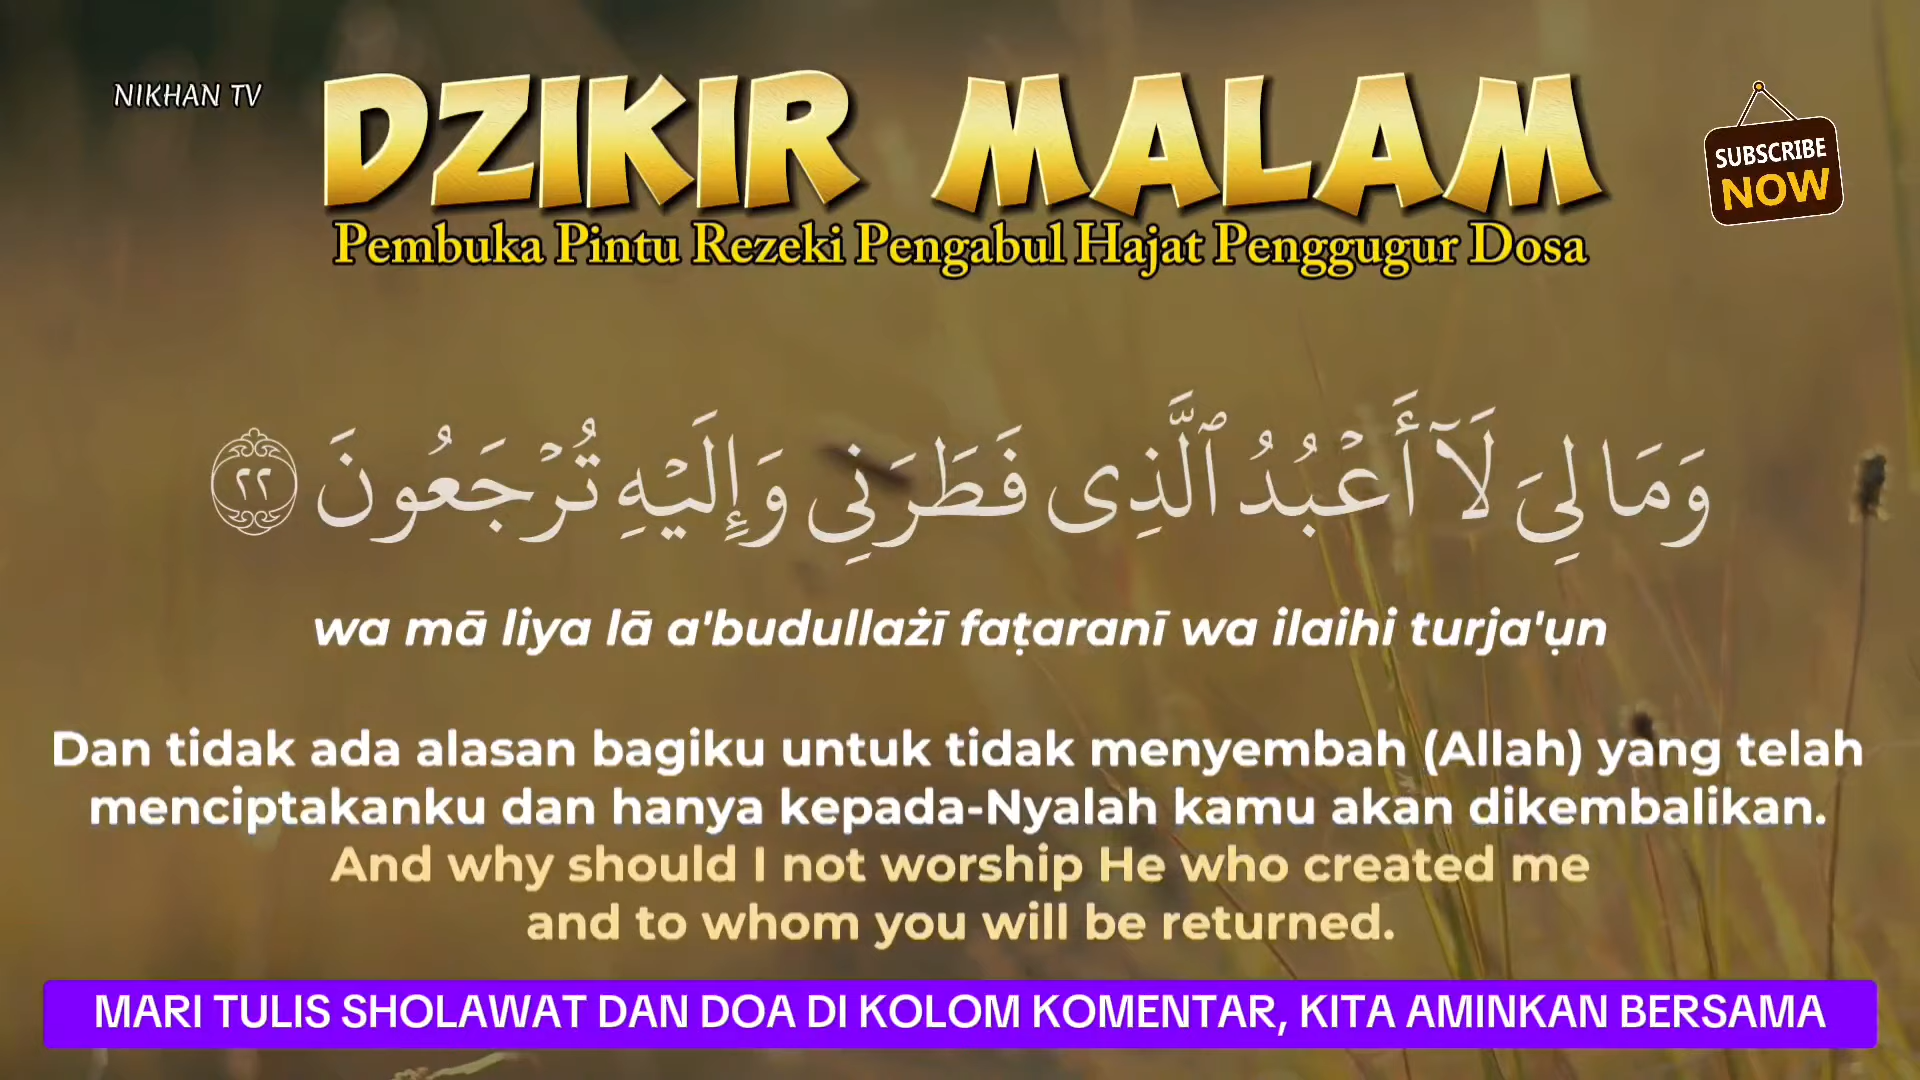 NIKHAN TV
DZIKIR MALAM
SUBSCRIBE
NOW
Pembuka Pintu Rezeki Pengabul Hajat Penggugur Dosa
وَمَا لِىَ لَآ أَعْبُدُ ٱلَّذِى فَطَرَنِى وَإِلَيْهِ تُرْجَعُونَ ٢٢
wa mā liya lā a'budullażī faṭaranī wa ilaihi turja'ụn
Dan tidak ada alasan bagiku untuk tidak menyembah (Allah) yang telah
menciptakanku dan hanya kepada-Nyalah kamu akan dikembalikan.
And why should I not worship He who created me
and to whom you will be returned.
MARI TULIS SHOLAWAT DAN DOA DI KOLOM KOMENTAR, KITA AMINKAN BERSAMA